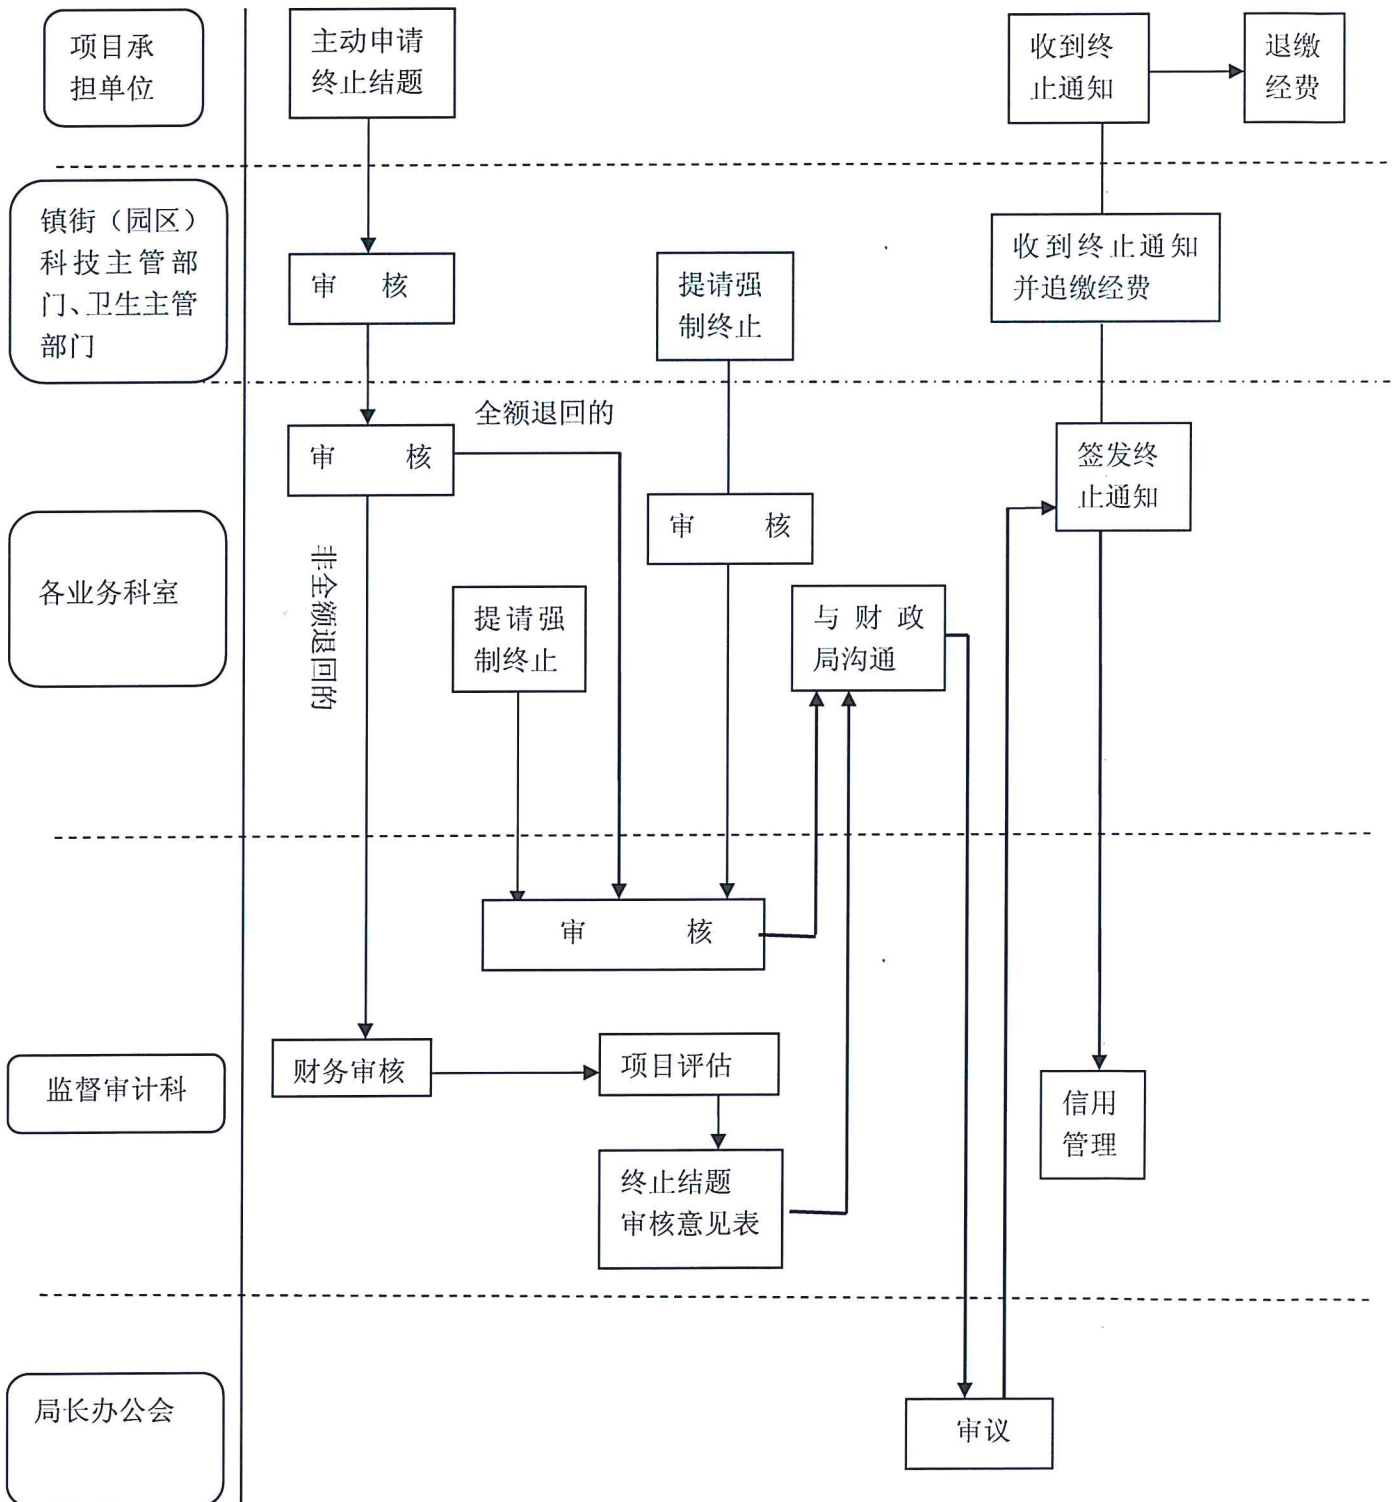 项目承
担单位
主动申请
终止结题
收到终
止通知
退缴
经费
镇街（园区）
科技主管部
门、卫生主管
部门
审 核
提请强
制终止
收到终止通知
并追缴经费
各业务科室
审 核
全额退回的
非全额退回的
提请强
制终止
审 核
与财政
局沟通
签发终
止通知
监督审计科
审 核
财务审核
项目评估
终止结题
审核意见表
信用
管理
局长办公会
审议